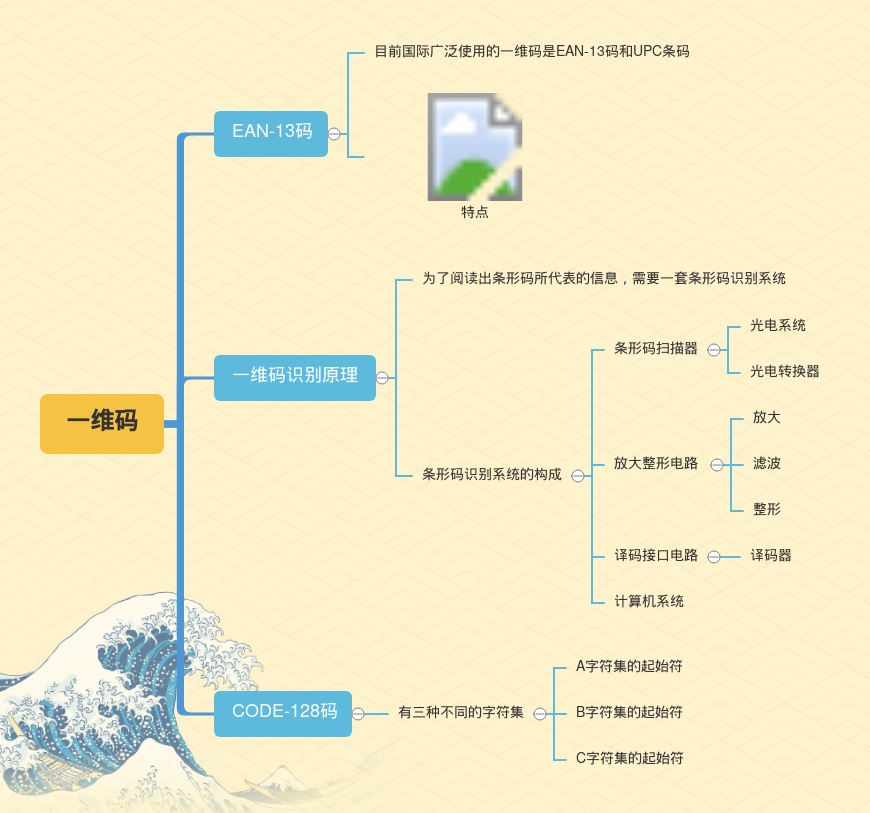 目前国际广泛使用的一维码是EAN-13码和UPC条码
EAN-13码
特点
为了阅读出条形码所代表的信息，需要一套条形码识别系统
光电系统
条形码扫描器
光电转换器
一维码识别原理
放大
一维码
放大整形电路
滤波
条形码识别系统的构成
整形
译码接口电路
译码器
计算机系统
A字符集的起始符
CODE-128码
有三种不同的字符集
B字符集的起始符
C字符集的起始符